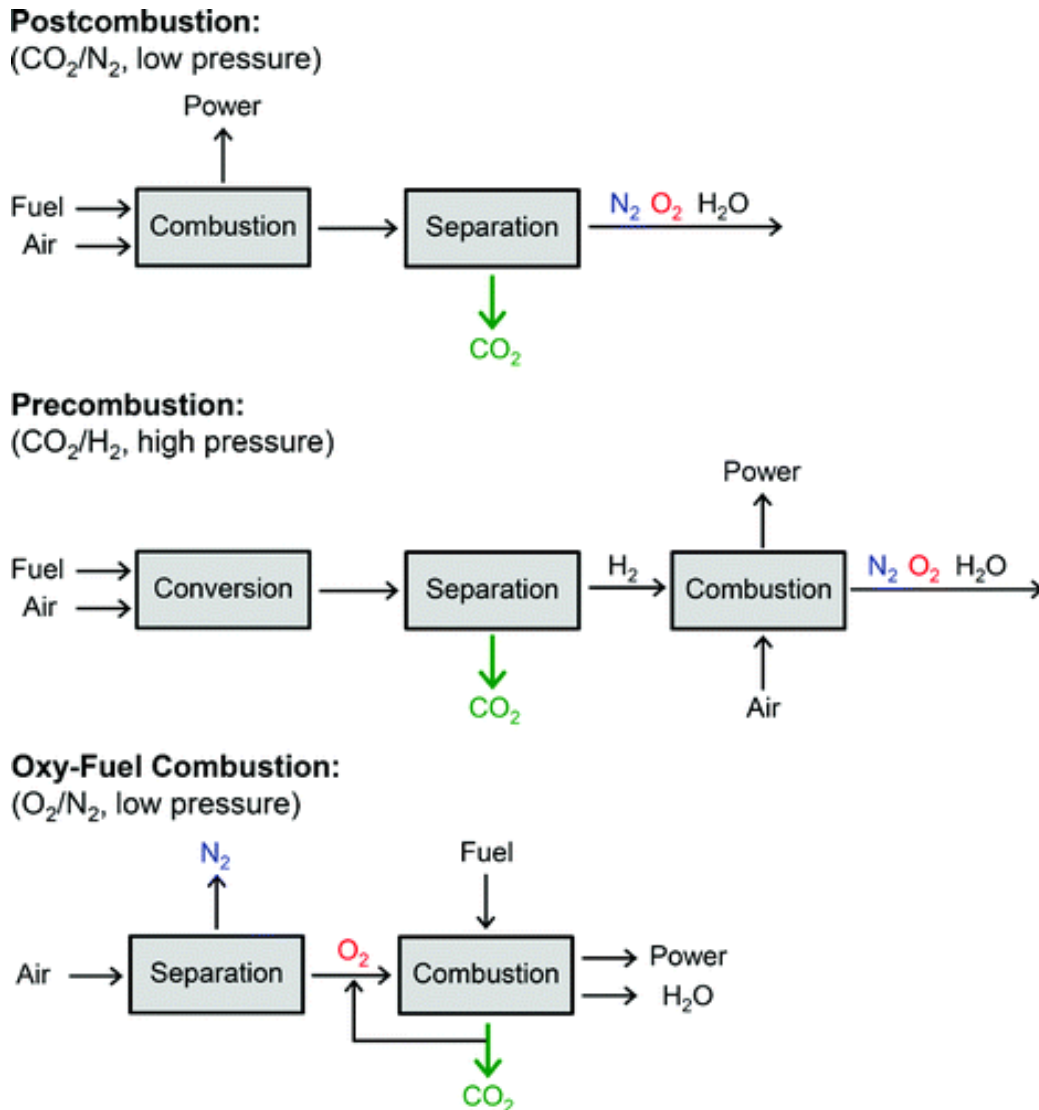 Postcombustion:
(CO₂/N₂, low pressure)
Power
Fuel
Air
Combustion
Separation
N₂ O₂ H₂O
CO₂
Precombustion:
(CO₂/H₂, high pressure)
Power
Fuel
Air
Conversion
Separation
H₂
Combustion
N₂ O₂ H₂O
CO₂
Air
Oxy-Fuel Combustion:
(O₂/N₂, low pressure)
N₂
Fuel
Air
Separation
O₂
Combustion
Power
H₂O
CO₂